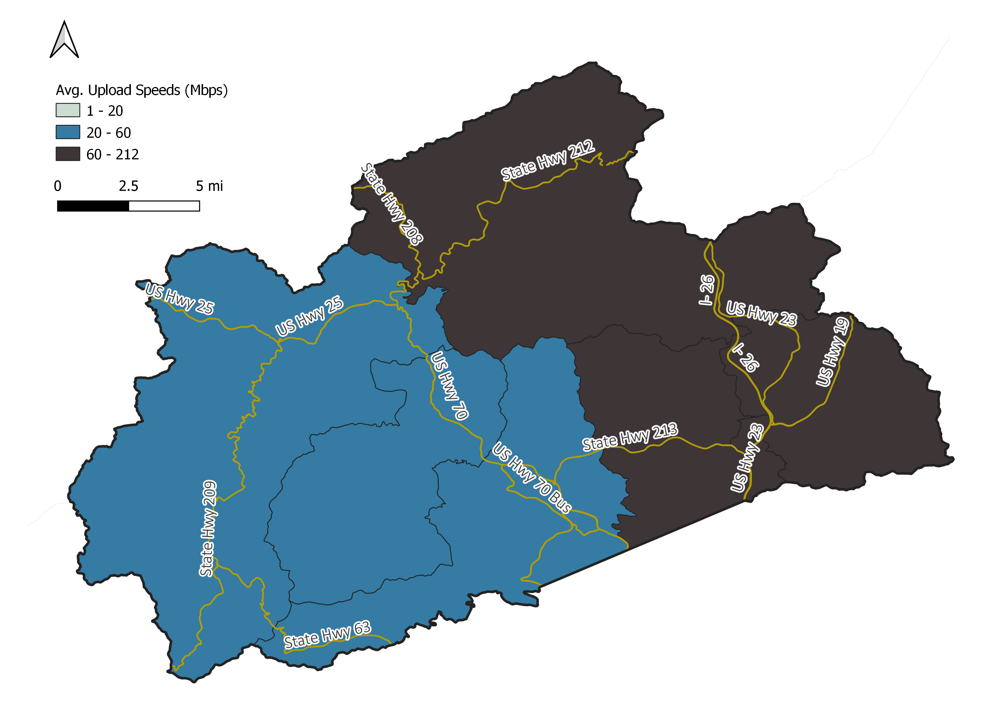 Avg. Upload Speeds (Mbps)
1 - 20
20 - 60
60 - 212
0 2.5 5 mi
State Hwy 212
State Hwy 208
I- 26
US Hwy 25
US Hwy 25
US Hwy 23
US Hwy 19
I- 26
US Hwy 70
State Hwy 213
US Hwy 23
US Hwy 70 Bus
State Hwy 209
State Hwy 63